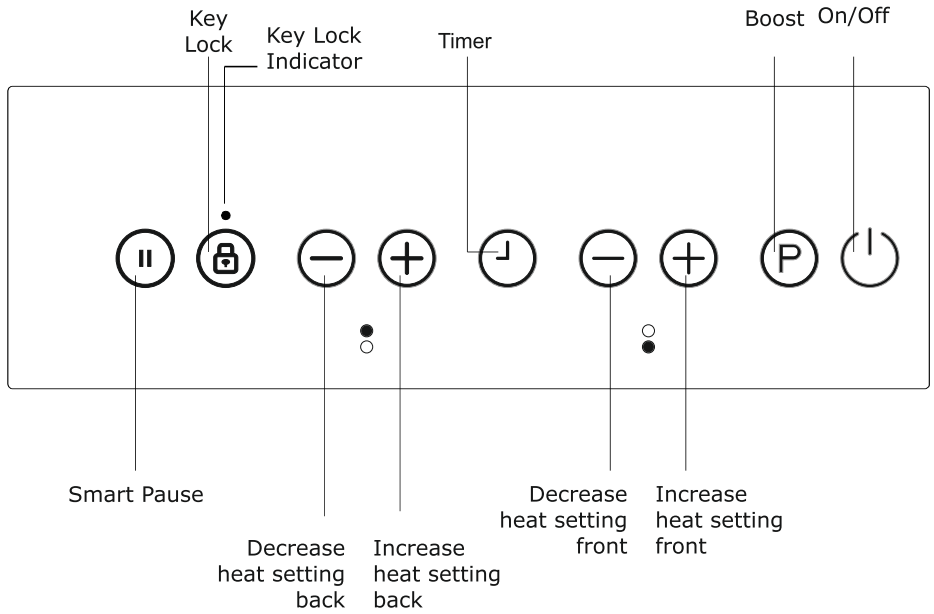 Key
Lock
Key Lock
Indicator
Timer
Boost
On/Off
P
Smart Pause
Decrease
heat setting
back
Increase
heat setting
back
Decrease
heat setting
front
Increase
heat setting
front